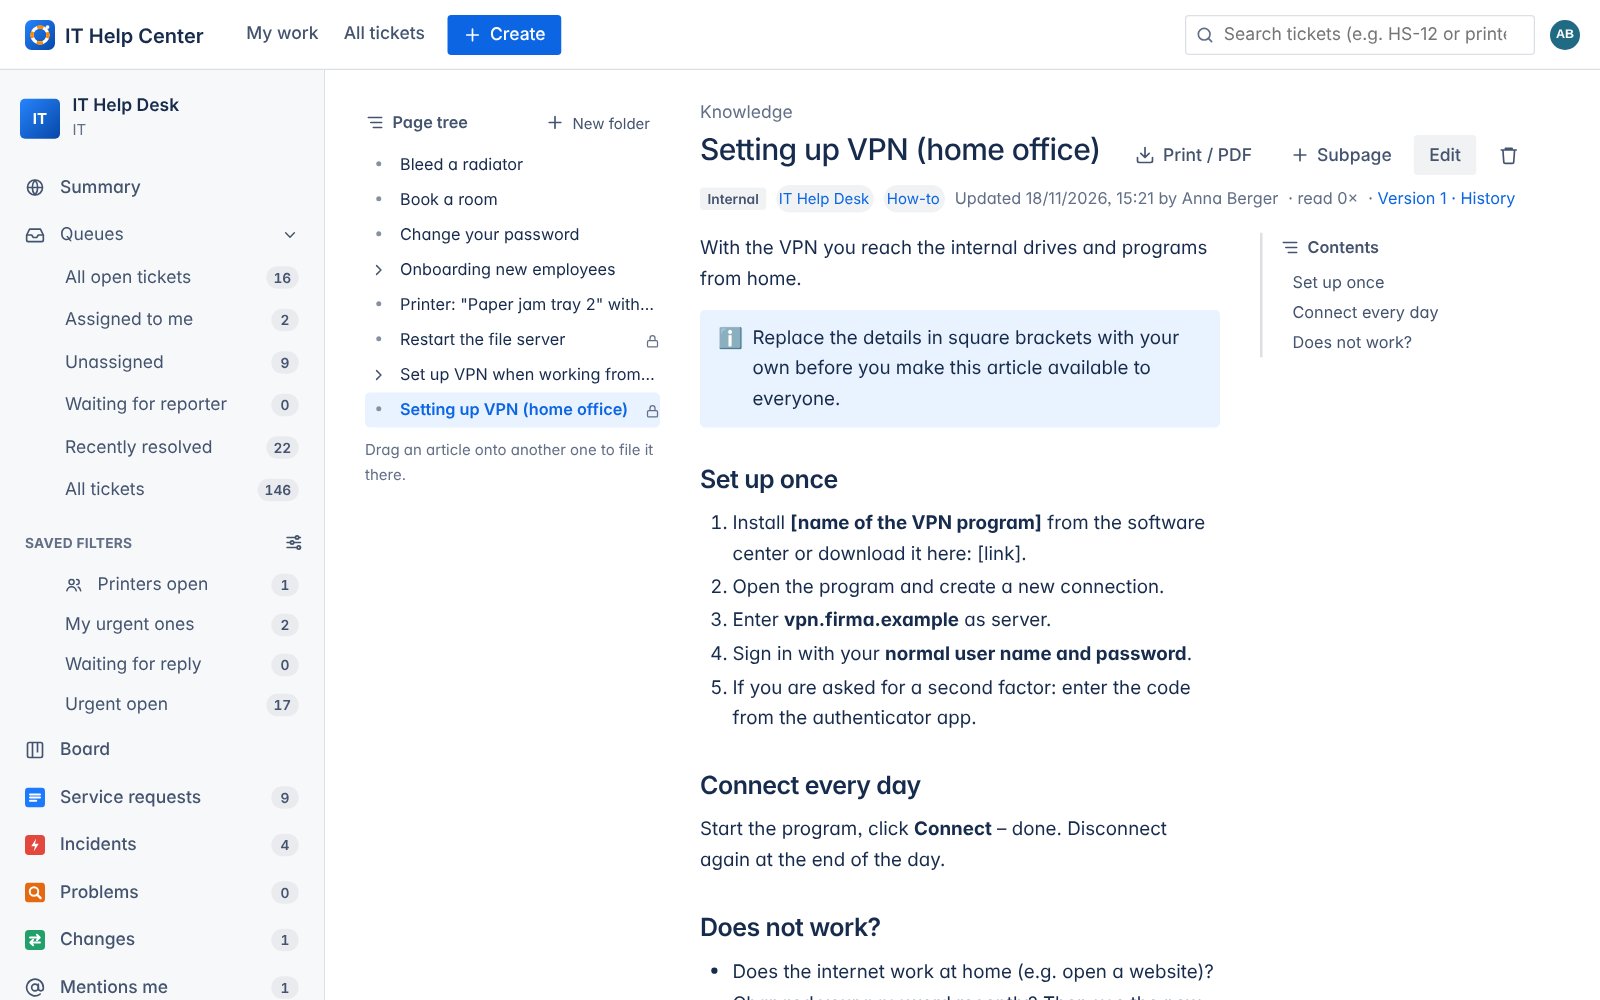 IT Help Center
My work
All tickets
Create
Search tickets (e.g. HS-12 or printe
AB
IT
IT Help Desk
IT
Summary
Queues
All open tickets 16
Assigned to me 2
Unassigned 9
Waiting for reporter 0
Recently resolved 22
All tickets 146
SAVED FILTERS
Printers open 1
My urgent ones 2
Waiting for reply 0
Urgent open 17
Board
Service requests 9
Incidents 4
Problems 0
Changes 1
Mentions me 1
Page tree
New folder
Bleed a radiator
Book a room
Change your password
Onboarding new employees
Printer: "Paper jam tray 2" with...
Restart the file server
Set up VPN when working from...
Setting up VPN (home office)
Drag an article onto another one to file it
there.
Knowledge
Setting up VPN (home office)
Print / PDF
Subpage
Edit
Internal IT Help Desk How-to Updated 18/11/2026, 15:21 by Anna Berger · read 0× · Version 1 · History
With the VPN you reach the internal drives and programs
from home.
Replace the details in square brackets with your
own before you make this article available to
everyone.
Set up once
1. Install [name of the VPN program] from the software
center or download it here: [link].
2. Open the program and create a new connection.
3. Enter vpn.firma.example as server.
4. Sign in with your normal user name and password.
5. If you are asked for a second factor: enter the code
from the authenticator app.
Connect every day
Start the program, click Connect – done. Disconnect
again at the end of the day.
Does not work?
• Does the internet work at home (e.g. open a website)?
Contents
Set up once
Connect every day
Does not work?